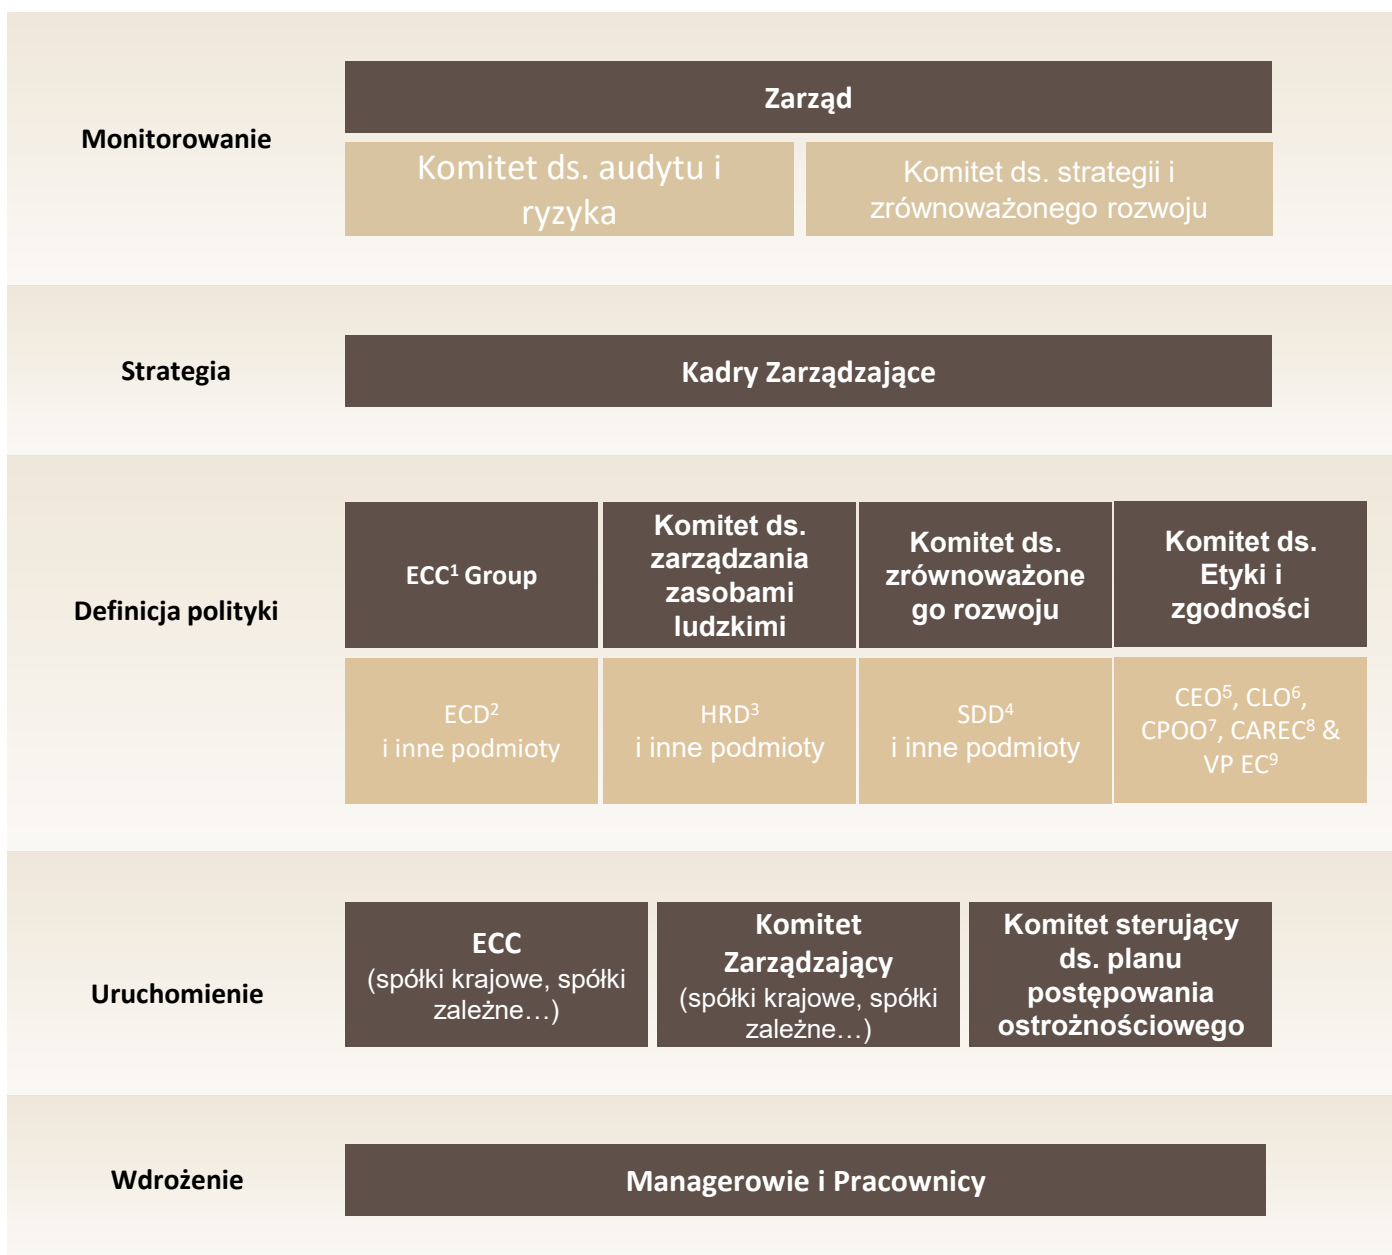 Monitorowanie
Zarząd
Komitet ds. audytu i
ryzyka
Komitet ds. strategii i
zrównoważonego rozwoju
Strategia
Kadry Zarządzające
Definicja polityki
ECC¹ Group
Komitet ds.
zarządzania
zasobami
ludzkimi
Komitet ds.
zrównoważone
go rozwoju
Komitet ds.
Etyki i
zgodności
ECD²
i inne podmioty
HRD³
i inne podmioty
SDD⁴
i inne podmioty
CEO⁵, CLO⁶,
CPOO⁷, CAREC⁸ &
VP EC⁹
Uruchomienie
ECC
(spółki krajowe, spółki
zależne…)
Komitet
Zarządzający
(spółki krajowe, spółki
zależne…)
Komitet sterujący
ds. planu
postępowania
ostrożnościowego
Wdrożenie
Managerowie i Pracownicy